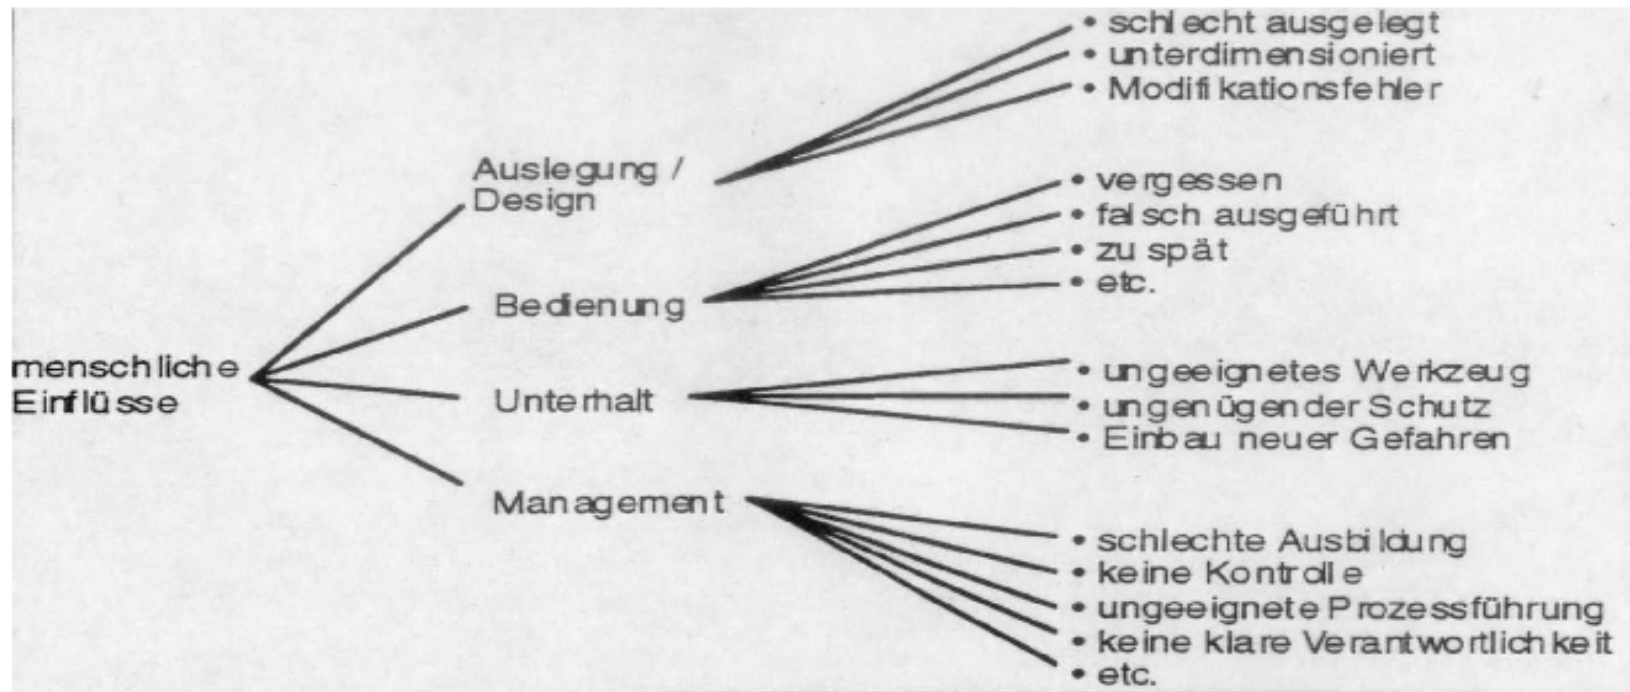 menschliche
Einflüsse
Auslegung /
Design
• schlecht ausgelegt
• unterdimensioniert
• Modifikationsfehler
Bedienung
• vergessen
• falsch ausgeführt
• zu spät
• etc.
Unterhalt
• ungeeignetes Werkzeug
• ungenügender Schutz
• Einbau neuer Gefahren
Management
• schlechte Ausbildung
• keine Kontrolle
• ungeeignete Prozessführung
• keine klare Verantwortlichkeit
• etc.